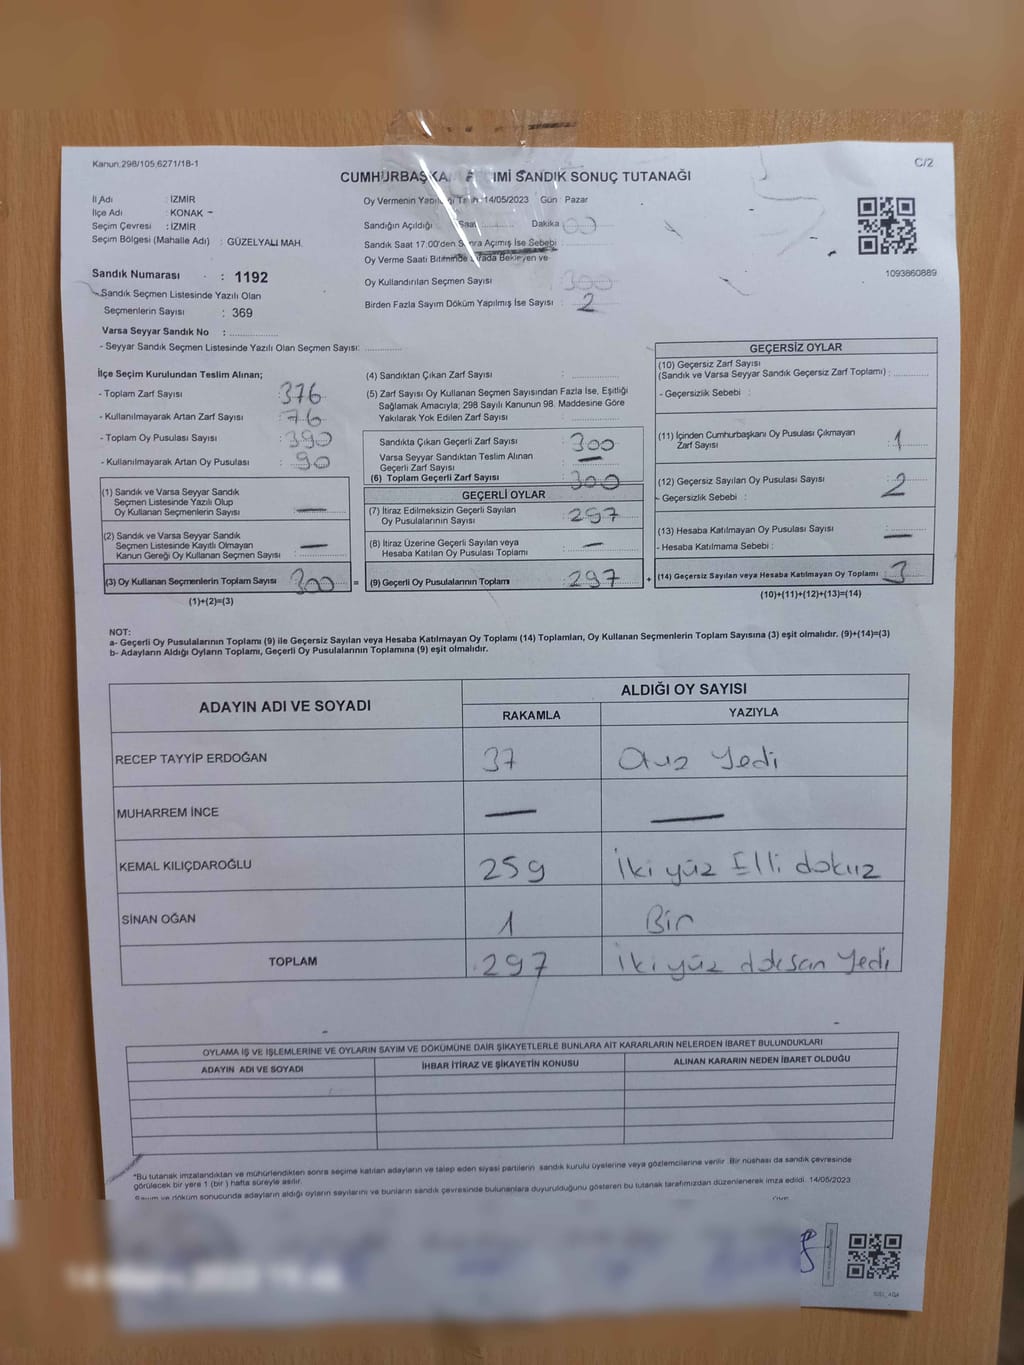 Kanun.298/105,6271/18-1
C/2
CUMHURBAŞKA İMİ SANDIK SONUÇ TUTANAĞI
İl Adı : İZMİR
İlçe Adı : KONAK -
Seçim Çevresi : İZMİR
Seçim Bölgesi (Mahalle Adı) : GÜZELYALI MAH.
Sandık Numarası : 1192
Sandık Seçmen Listesinde Yazılı Olan
Seçmenlerin Sayısı : 369
Varsa Seyyar Sandık No :
- Seyyar Sandık Seçmen Listesinde Yazılı Olan Seçmen Sayısı:
Oy Vermenin 14/05/2023 Gün : Pazar
Sandığın Açıldığı Saat Dakika 00
Sandık Saat 17:00'den Sonra Açımış İse Sebebi
Oy Verme Saati Bitiminde Sırada Bekleyen ve
Oy Kullandırılan Seçmen Sayısı 300
Birden Fazla Sayım Döküm Yapılmış İse Sayısı : 2
1093860889
İlçe Seçim Kurulundan Teslim Alınan;
- Toplam Zarf Sayısı : 376
- Kullanılmayarak Artan Zarf Sayısı : 76
- Toplam Oy Pusulası Sayısı : 390
- Kullanılmayarak Artan Oy Pusulası : 90
(1) Sandık ve Varsa Seyyar Sandık
Seçmen Listesinde Yazılı Olup
Oy Kullanan Seçmenlerin Sayısı : —
(2) Sandık ve Varsa Seyyar Sandık
Seçmen Listesinde Kayıtlı Olmayan
Kanun Gereği Oy Kullanan Seçmen Sayısı : —
(3) Oy Kullanan Seçmenlerin Toplam Sayısı 300 =
(1)+(2)=(3)
(4) Sandıktan Çıkan Zarf Sayısı :
(5) Zarf Sayısı Oy Kullanan Seçmen Sayısından Fazla İse, Eşitliği
Sağlamak Amacıyla; 298 Sayılı Kanunun 98. Maddesine Göre
Yakılarak Yok Edilen Zarf Sayısı :
Sandıkta Çıkan Geçerli Zarf Sayısı : 300
Varsa Seyyar Sandıktan Teslim Alınan
Geçerli Zarf Sayısı : —
(6) Toplam Geçerli Zarf Sayısı : 300
GEÇERLİ OYLAR
(7) İtiraz Edilmeksizin Geçerli Sayılan
Oy Pusulalarının Sayısı : 297
(8) İtiraz Üzerine Geçerli Sayılan veya
Hesaba Katılan Oy Pusulası Toplamı : —
(9) Geçerli Oy Pusulalarının Toplamı : 297 +
GEÇERSİZ OYLAR
(10) Geçersiz Zarf Sayısı
(Sandık ve Varsa Seyyar Sandık Geçersiz Zarf Toplamı) :
- Geçersizlik Sebebi :
(11) İçinden Cumhurbaşkanı Oy Pusulası Çıkmayan
Zarf Sayısı : 1
(12) Geçersiz Sayılan Oy Pusulası Sayısı : 2
- Geçersizlik Sebebi :
(13) Hesaba Katılmayan Oy Pusulası Sayısı : —
- Hesaba Katılmama Sebebi :
(14) Geçersiz Sayılan veya Hesaba Katılmayan Oy Toplamı : 3
(10)+(11)+(12)+(13)=(14)
NOT:
a- Geçerli Oy Pusulalarının Toplamı (9) ile Geçersiz Sayılan veya Hesaba Katılmayan Oy Toplamı (14) Toplamları, Oy Kullanan Seçmenlerin Toplam Sayısına (3) eşit olmalıdır. (9)+(14)=(3)
b- Adayların Aldığı Oyların Toplamı, Geçerli Oy Pusulalarının Toplamına (9) eşit olmalıdır.
ADAYIN ADI VE SOYADI ALDIĞI OY SAYISI
RAKAMLA YAZIYLA
RECEP TAYYİP ERDOĞAN 37 Otuz Yedi
MUHARREM İNCE — —
KEMAL KILIÇDAROĞLU 259 İki yüz Elli dokuz
SİNAN OĞAN 1 Bir
TOPLAM 297 İki yüz doksan Yedi
OYLAMA İŞ VE İŞLEMLERİNE VE OYLARIN SAYIM VE DÖKÜMÜNE DAİR ŞİKAYETLERLE BUNLARA AİT KARARLARIN NELERDEN İBARET BULUNDUKLARI
ADAYIN ADI VE SOYADI İHBAR İTİRAZ VE ŞİKAYETİN KONUSU ALINAN KARARIN NEDEN İBARET OLDUĞU
*Bu tutanak imzalandıktan ve mühürlendikten sonra seçime katılan adayların ve talep eden siyasi partilerin sandık kurulu üyelerine veya gözlemcilerine verilir. Bir nüshası da sandık çevresinde
görülecek bir yere 1 (bir) hafta süreyle asılır.
Sayım ve döküm sonucunda adayların aldığı oyların sayılarını ve bunların sandık çevresinde bulunanlara duyurulduğunu gösteren bu tutanak tarafımızdan düzenlenerek imza edildi. 14/05/2023